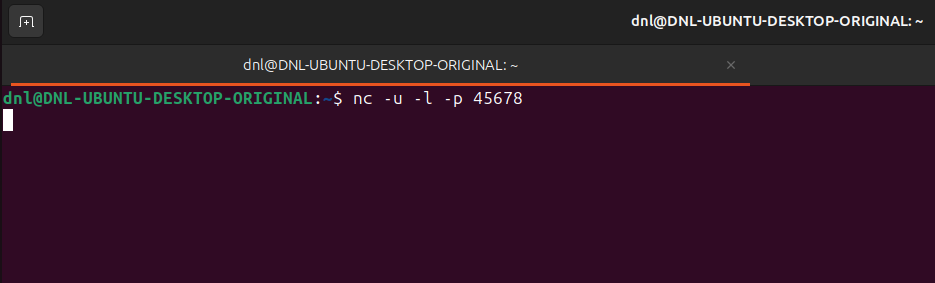 dnl@DNL-UBUNTU-DESKTOP-ORIGINAL: ~
dnl@DNL-UBUNTU-DESKTOP-ORIGINAL: ~ ×
dnl@DNL-UBUNTU-DESKTOP-ORIGINAL:~$ nc -u -l -p 45678